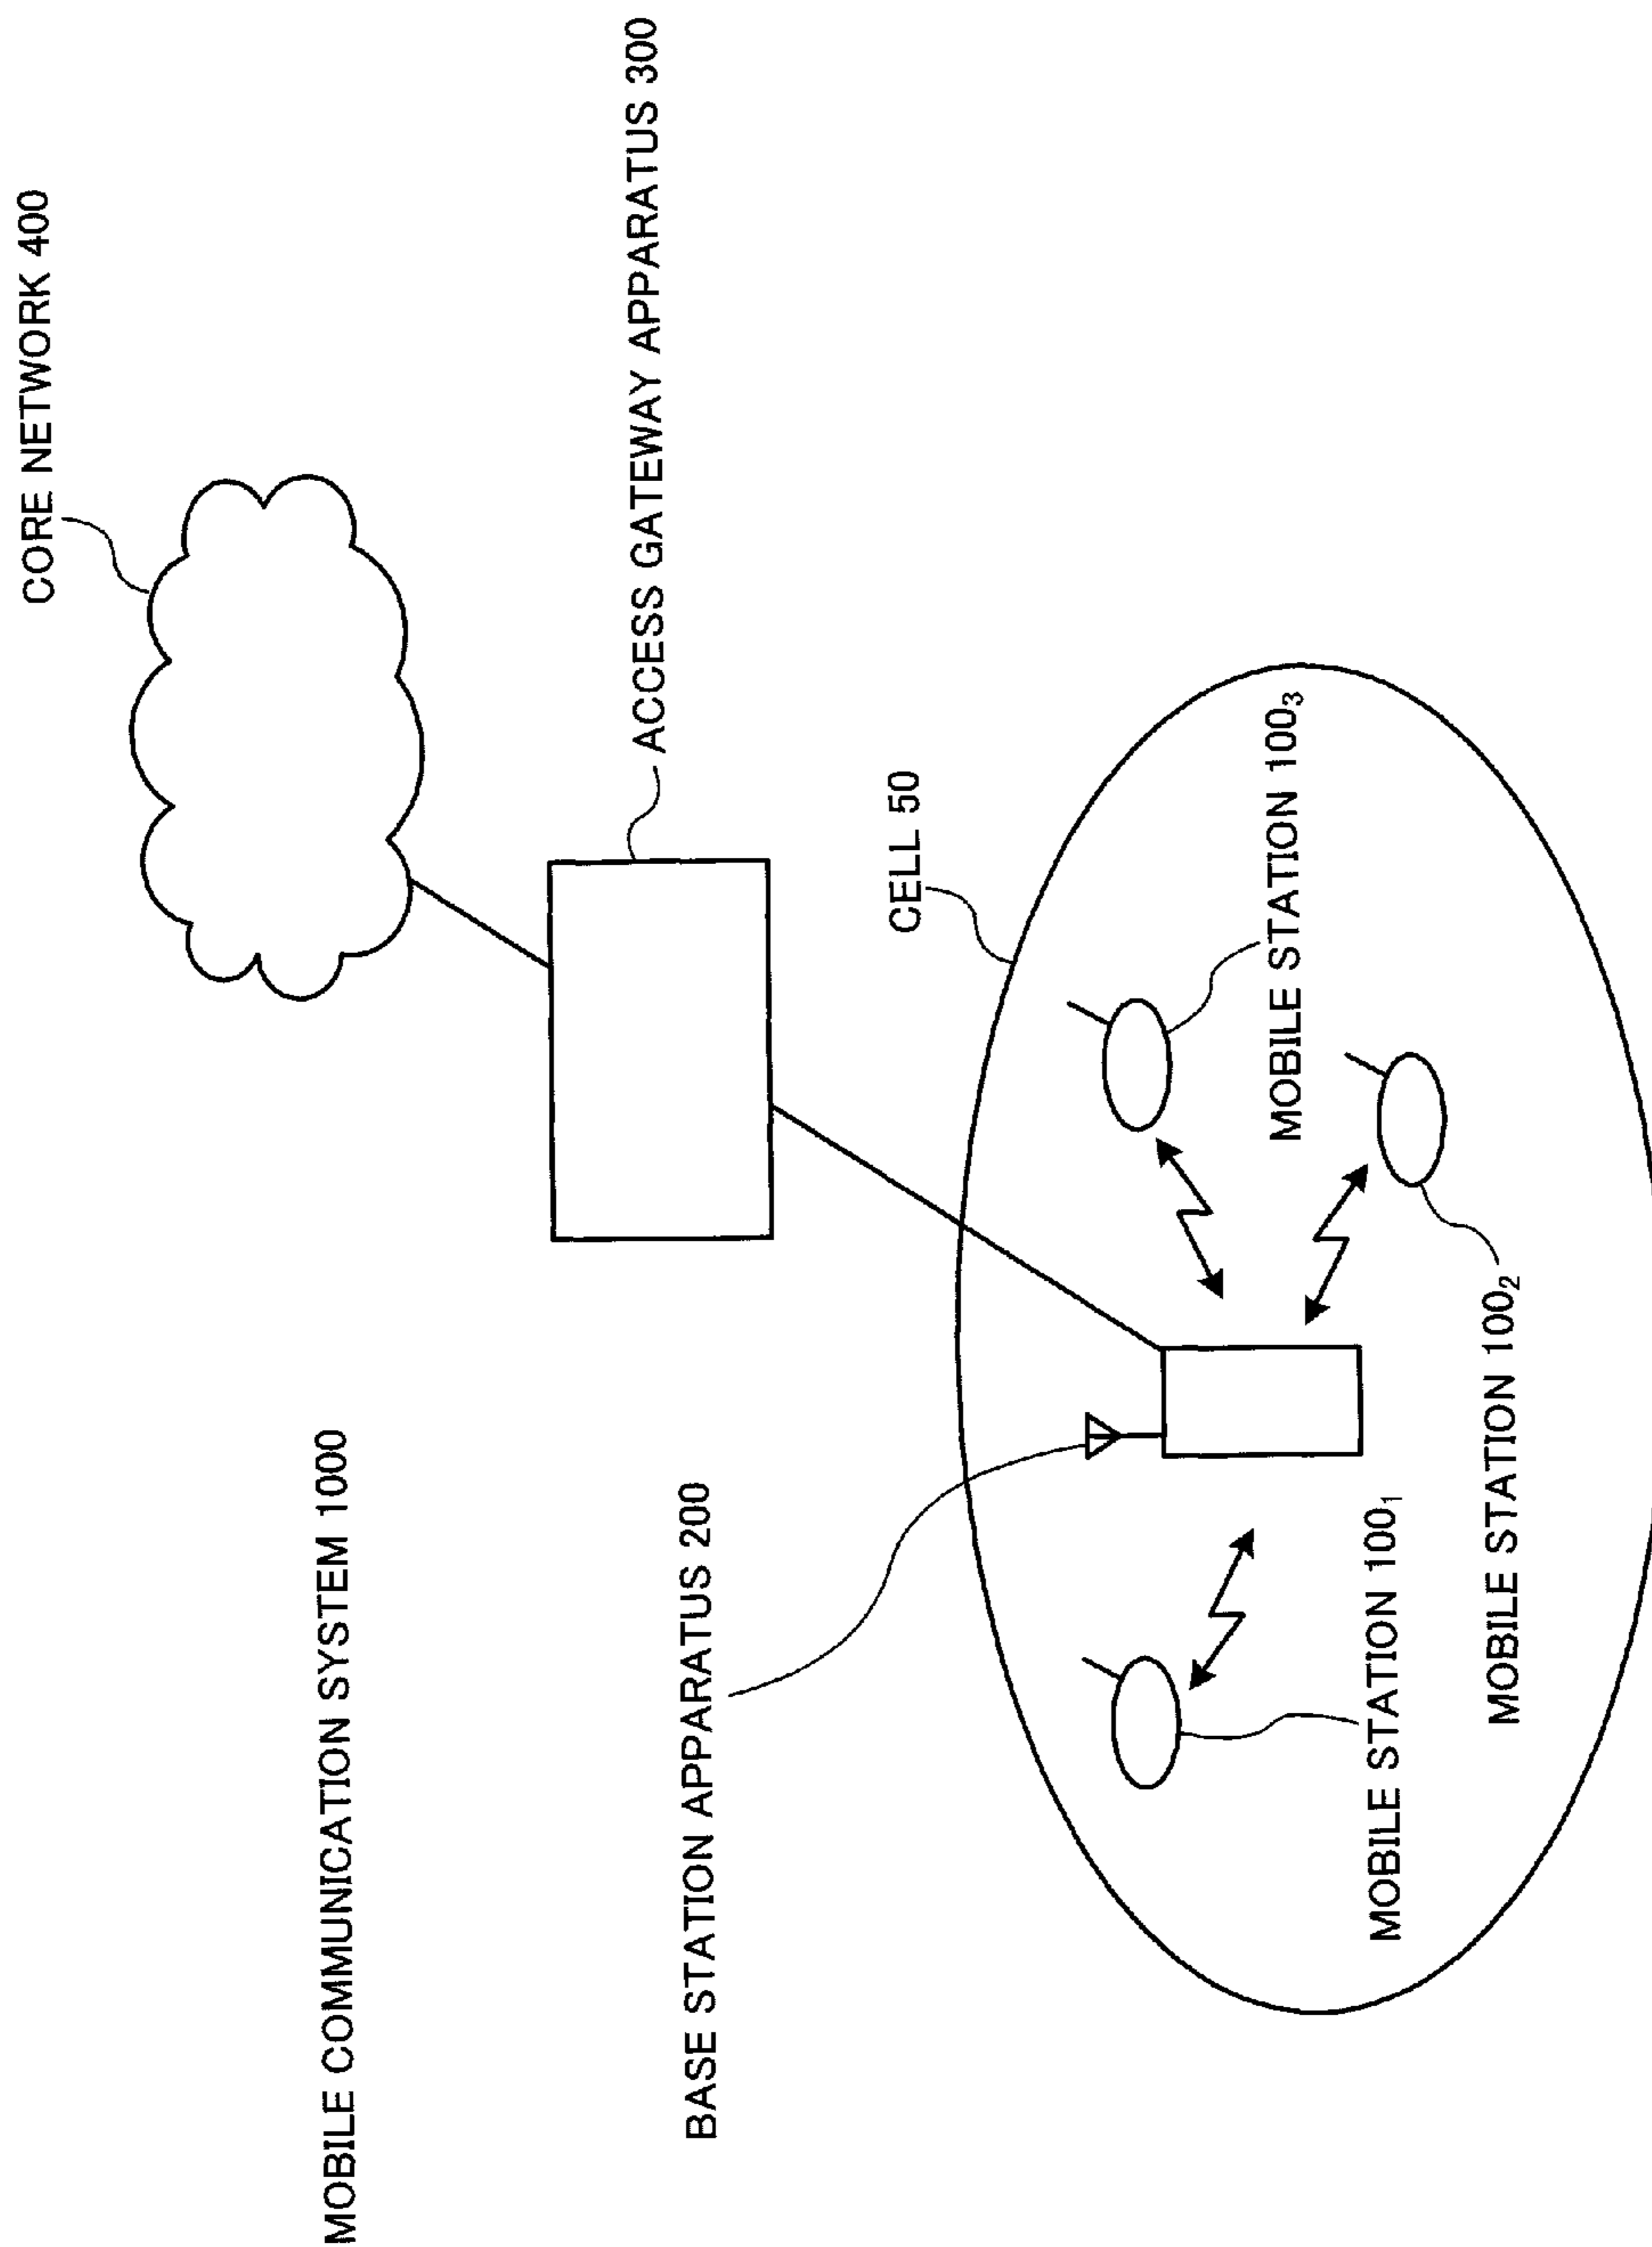 MOBILE COMMUNICATION SYSTEM 1000
CORE NETWORK 400
ACCESS GATEWAY APPARATUS 300
BASE STATION APPARATUS 200
CELL 50
MOBILE STATION 100₃
MOBILE STATION 100₁
MOBILE STATION 100₂